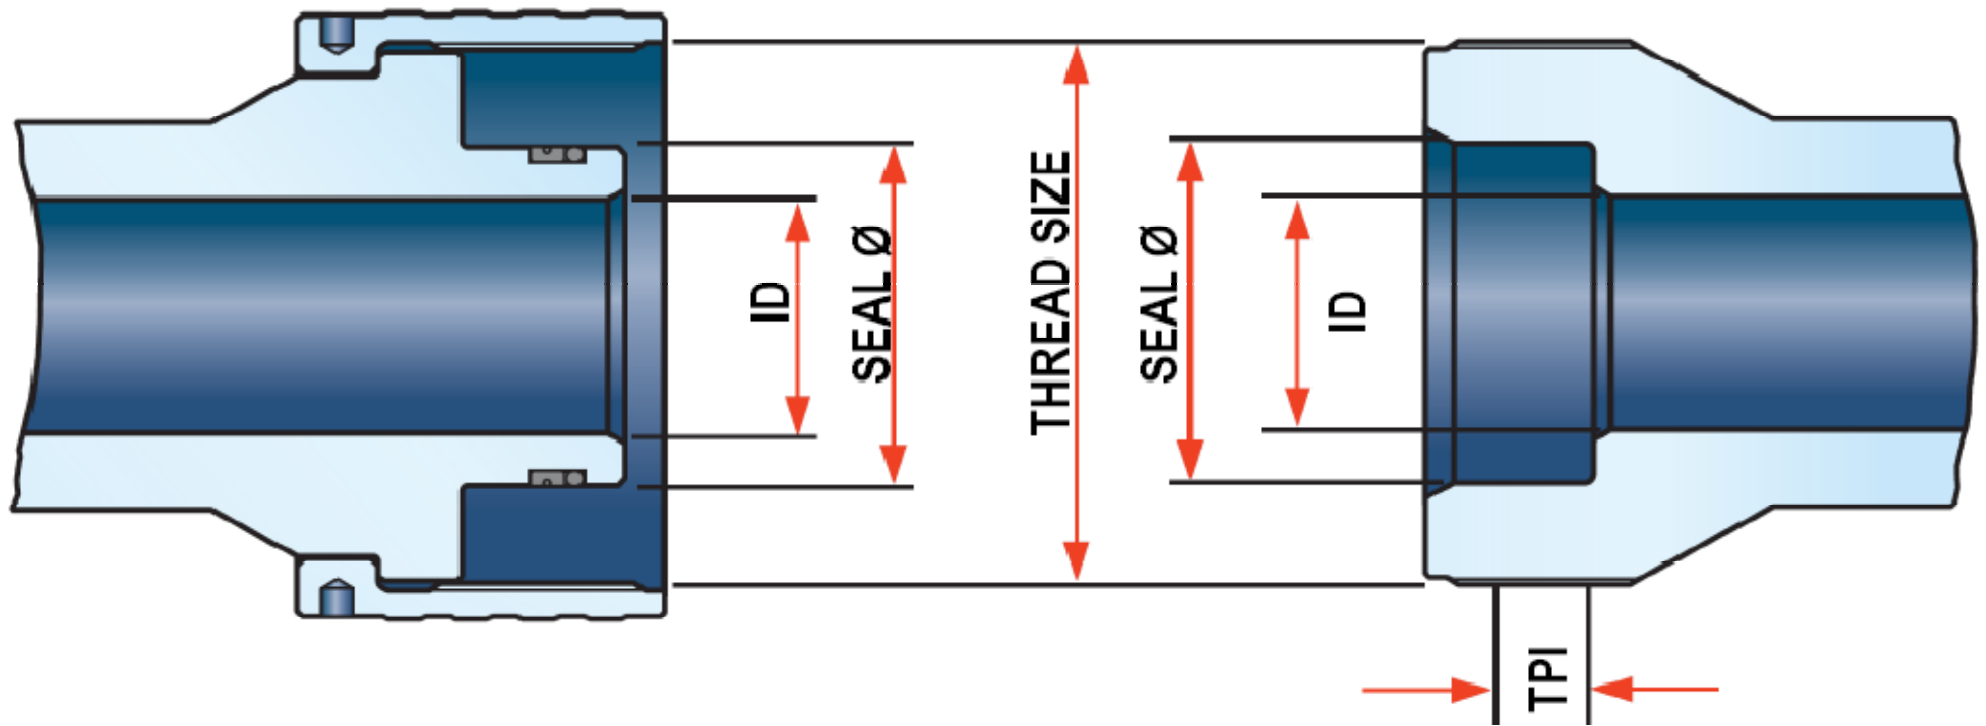 ID
SEAL Ø
THREAD SIZE
SEAL Ø
ID
TPI